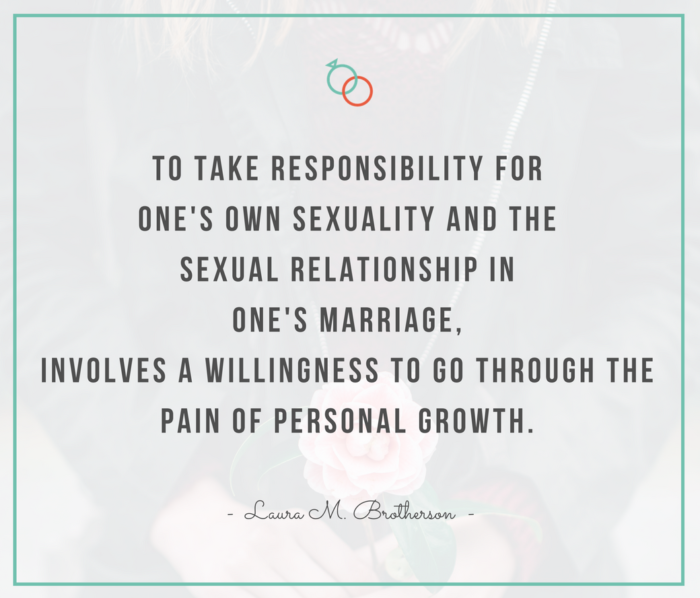 TO TAKE RESPONSIBILITY FOR
ONE'S OWN SEXUALITY AND THE
SEXUAL RELATIONSHIP IN
ONE'S MARRIAGE,
INVOLVES A WILLINGNESS TO GO THROUGH THE
PAIN OF PERSONAL GROWTH.
- Laura M. Brotherson -